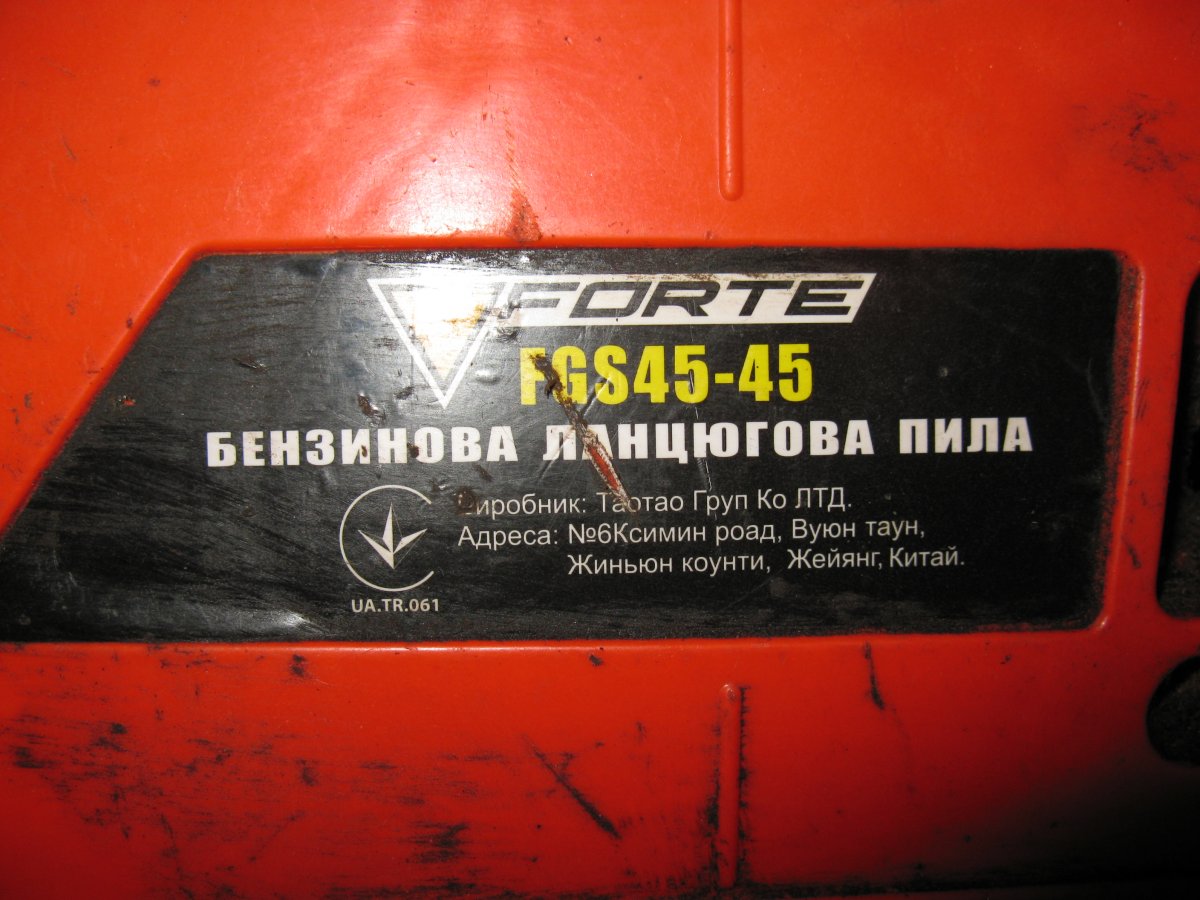 FORTE
FGS45-45
БЕНЗИНОВА ЛАНЦЮГОВА ПИЛА
Виробник: Таотао Груп Ко ЛТД.
Адреса: №6Ксимин роад, Вуюн таун,
Жиньюн коунти, Жейянг, Китай.
UA.TR.061